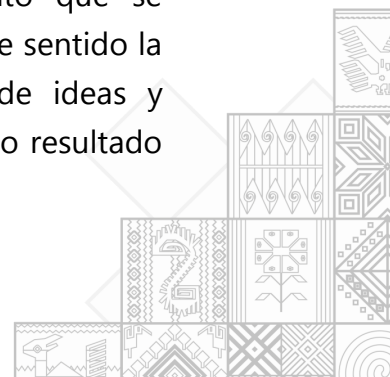 que se
e sentido la
de ideas y
o resultado